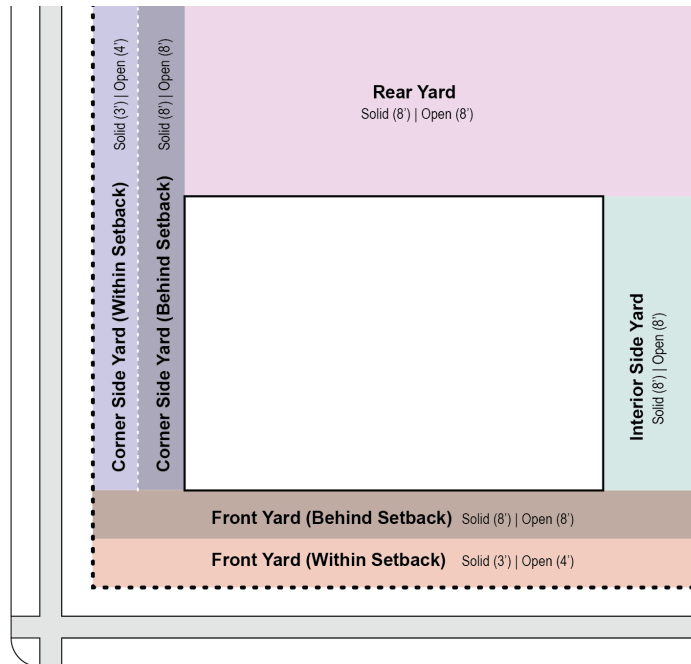 Corner Side Yard (Within Setback) Solid (3') | Open (4')
Corner Side Yard (Behind Setback) Solid (8') | Open (8')
Rear Yard
Solid (8') | Open (8')
Interior Side Yard
Solid (8') | Open (8')
Front Yard (Behind Setback) Solid (8') | Open (8')
Front Yard (Within Setback) Solid (3') | Open (4')